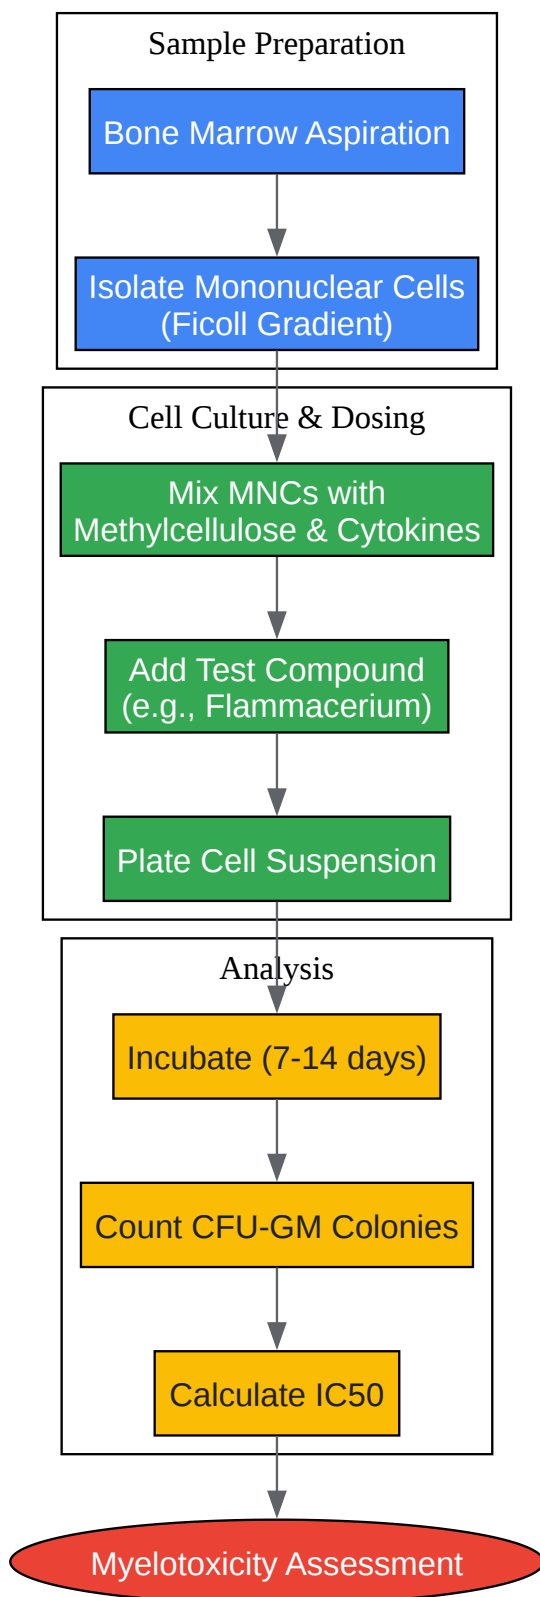 Sample Preparation
Bone Marrow Aspiration
Isolate Mononuclear Cells
(Ficoll Gradient)
Cell Culture & Dosing
Mix MNCs with
Methylcellulose & Cytokines
Add Test Compound
(e.g., Flammacerium)
Plate Cell Suspension
Analysis
Incubate (7-14 days)
Count CFU-GM Colonies
Calculate IC50
Myelotoxicity Assessment